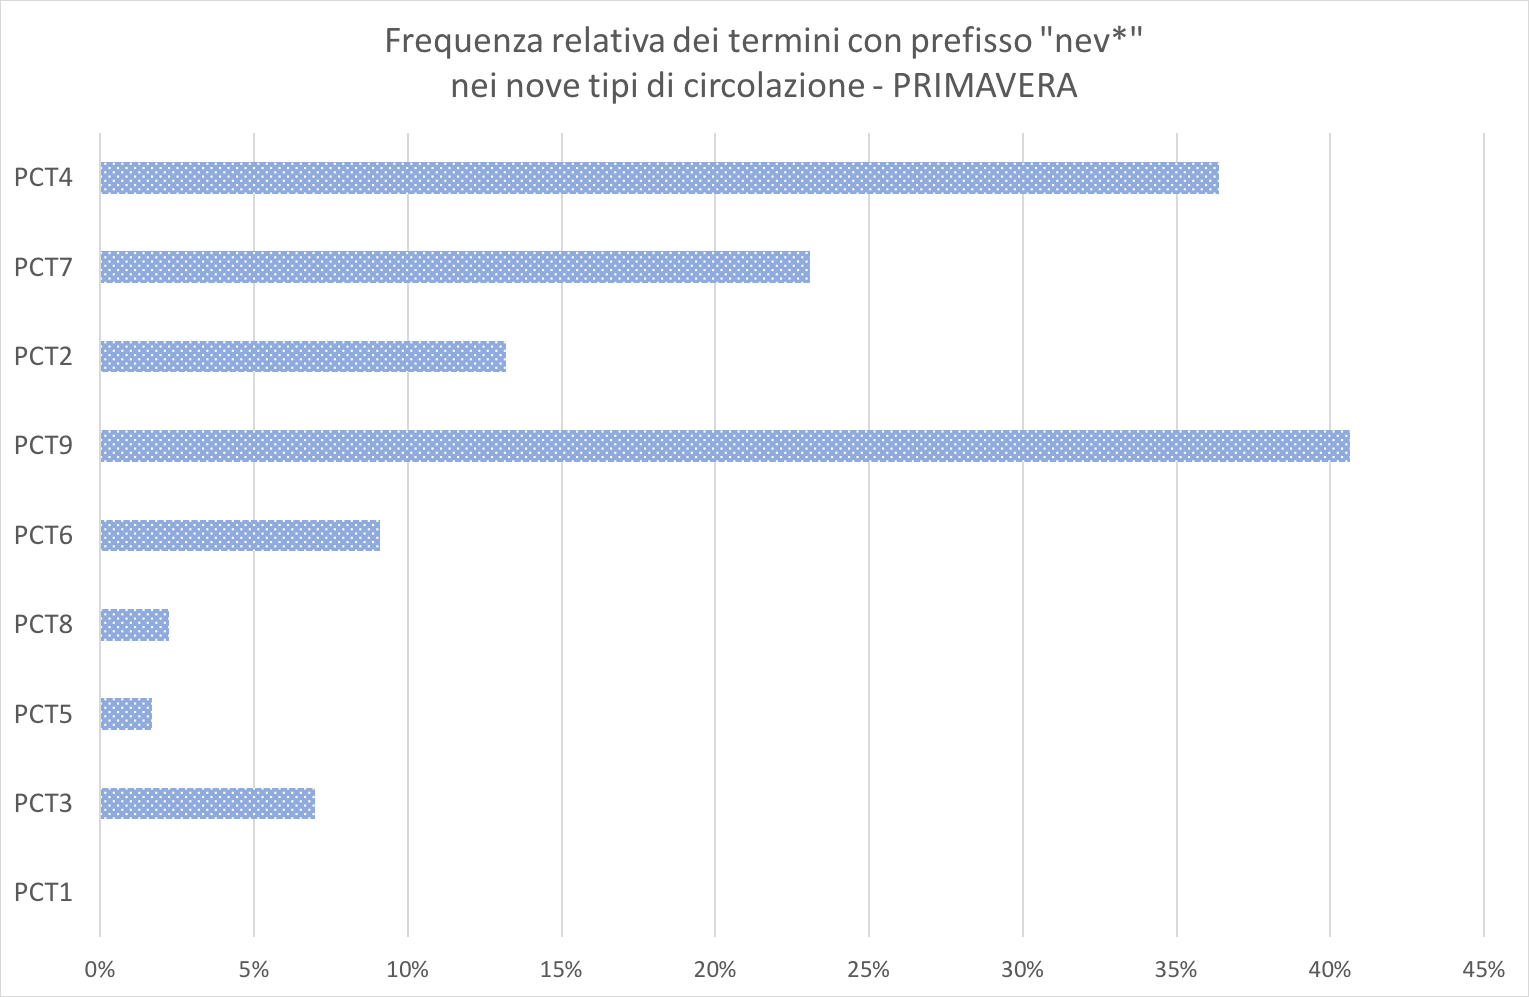 Frequenza relativa dei termini con prefisso "nev*"
nei nove tipi di circolazione - PRIMAVERA
PCT4
PCT7
PCT2
PCT9
PCT6
PCT8
PCT5
PCT3
PCT1
0% 5% 10% 15% 20% 25% 30% 35% 40% 45%